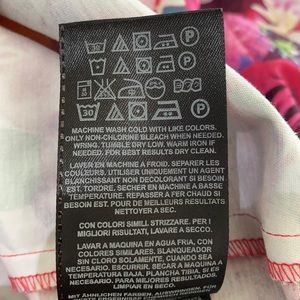 30 P
P
P
30 P
MACHINE WASH COLD WITH LIKE COLORS.
ONLY NON-CHLORINE BLEACH WHEN NEEDED.
WRING. TUMBLE DRY LOW. WARM IRON IF
NEEDED. FOR BEST RESULTS DRY CLEAN.
LAVER EN MACHINE A FROID. SEPARER LES
COULEURS. UTILISER UNIQUEMENT UN AGENT
BLANCHISSANT NON DECOLORANT SI BESOIN
EST. TORDRE. SECHER EN MACHINE A BASSE
TEMPERATURE. REPASSER A FER CHAUD SI
BESOIN EST. POUR DE MEILLEURS RESULTATS
NETTOYER A SEC.
CON COLORI SIMILI. STRIZZARE. PER I
MIGLIORI RISULTATI, LAVARE A SECCO.
LAVAR A MAQUINA EN AGUA FRIA, CON
COLORES SIMILARES. BLANQUEADOR
SIN CLORO SOLAMENTE CUANDO SEA
NECESARIO. ESCURRIR. SECAR A MAQUINA A
TEMPERATURA BAJA. PLANCHA TIBIA, SI ES
NECESARIO. PARA MEJORES RESULTADOS
LIMPIAR EN SECO.
MIT ÄHNLICHEN FARBEN